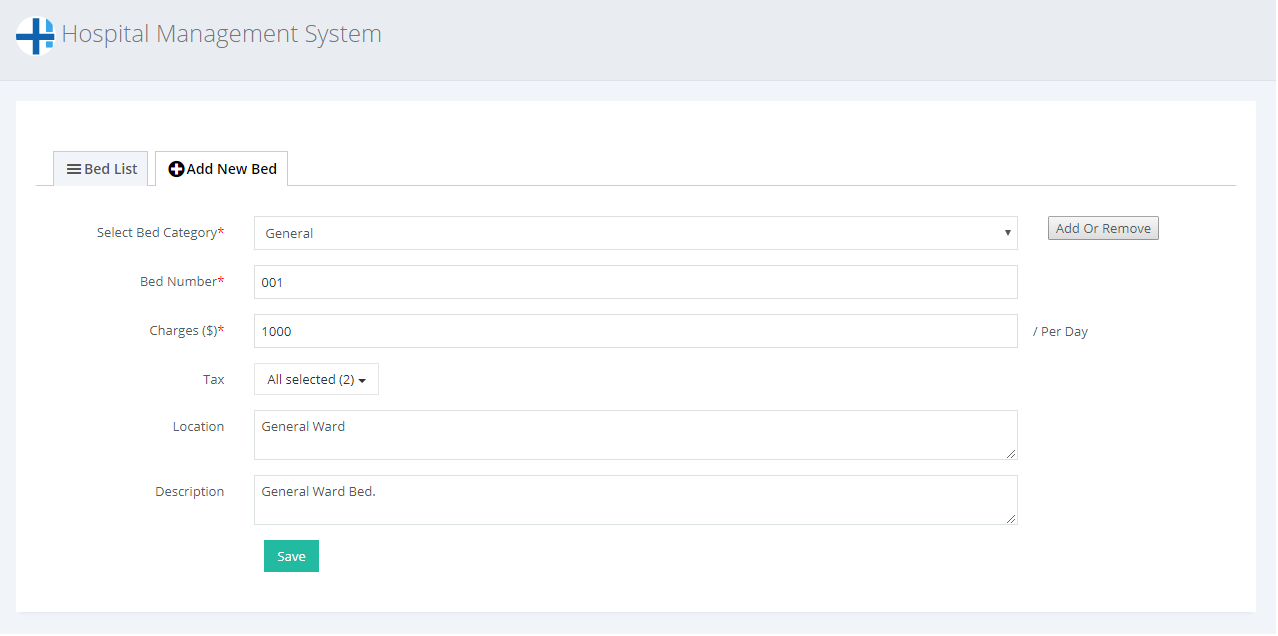 Hospital Management System
Bed List
Add New Bed
Select Bed Category* General Add Or Remove
Bed Number* 001
Charges ($)* 1000 / Per Day
Tax All selected (2)
Location General Ward
Description General Ward Bed.
Save